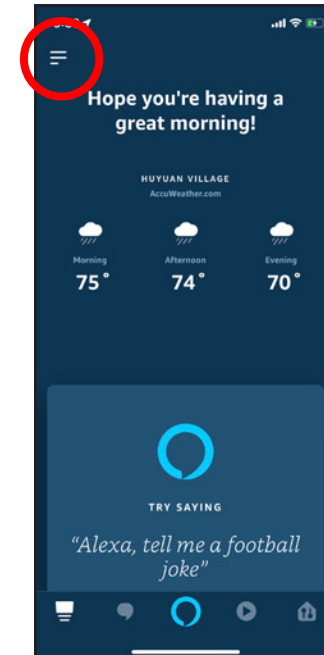 Hope you're having a
great morning!
HUYUAN VILLAGE
AccuWeather.com
Morning
Afternoon
Evening
75°
74°
70°
TRY SAYING
“Alexa, tell me a football
joke”